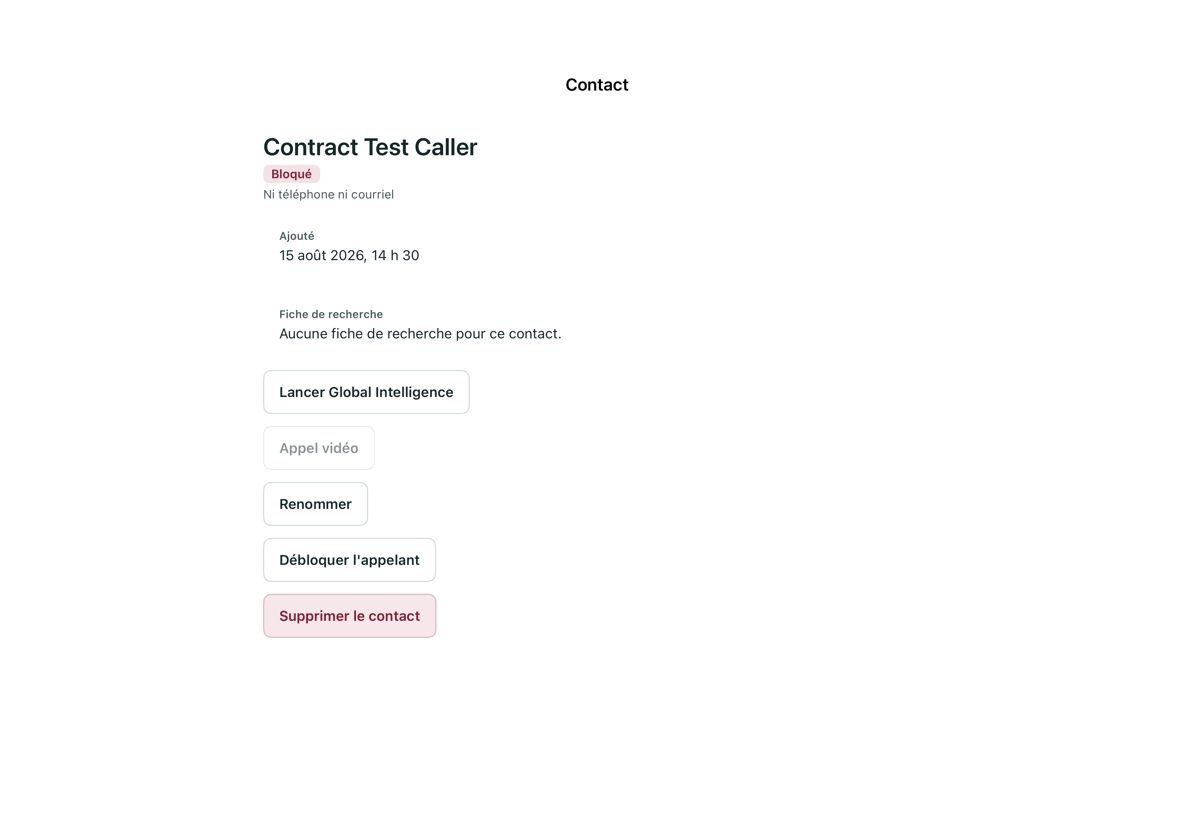 Contact
Contract Test Caller
Bloqué
Ni téléphone ni courriel
Ajouté
15 août 2026, 14 h 30
Fiche de recherche
Aucune fiche de recherche pour ce contact.
Lancer Global Intelligence
Appel vidéo
Renommer
Débloquer l'appelant
Supprimer le contact